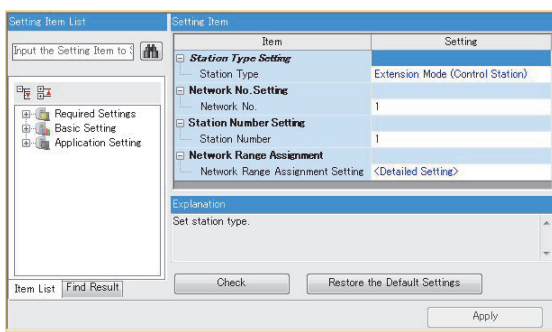 Setting Item List
Input the Setting Item to S
Required Settings
Basic Setting
Application Setting
Item List
Find Result
Setting Item
Item Setting
Station Type Setting
Station Type Extension Mode (Control Station)
Network No.Setting
Network No. 1
Station Number Setting
Station Number 1
Network Range Assignment
Network Range Assignment Setting <Detailed Setting>
Explanation
Set station type.
Check Restore the Default Settings
Apply